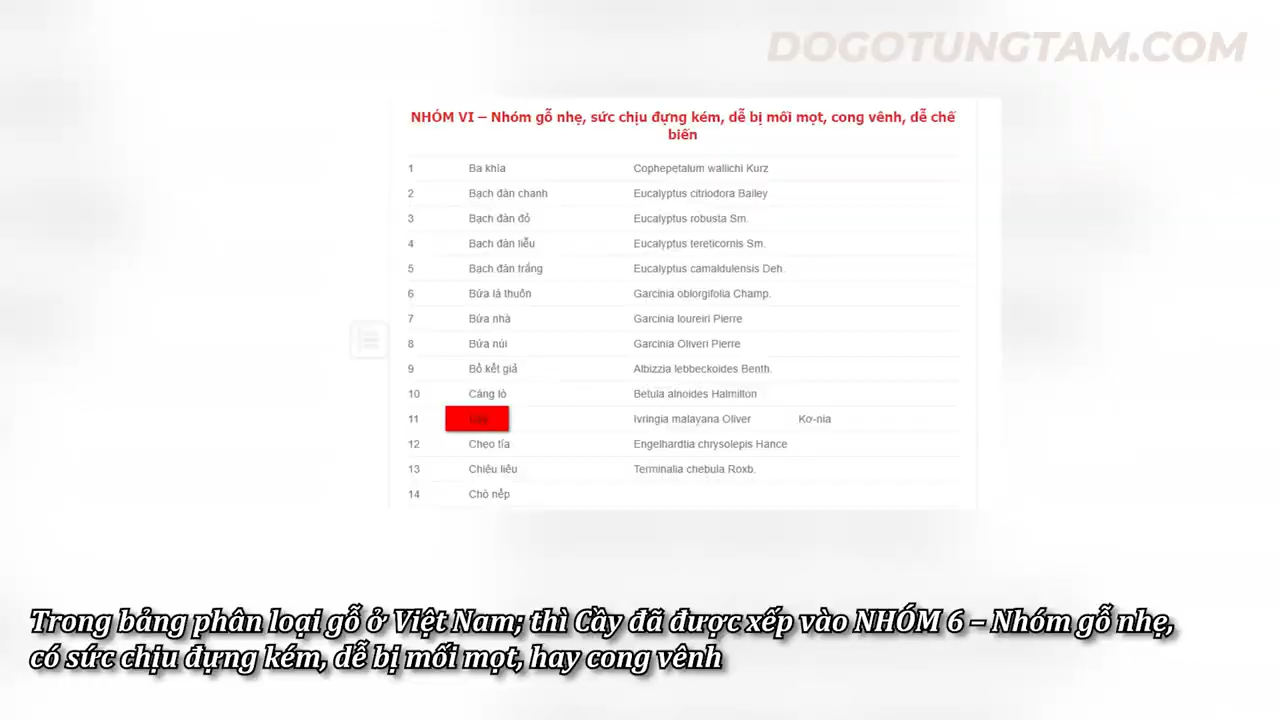 DOGOTUNGTAM.COM
NHÓM VI – Nhóm gỗ nhẹ, sức chịu đựng kém, dễ bị mối mọt, cong vênh, dễ chế
biến
1 Ba khía Cophepetalum wallichi Kurz
2 Bạch đàn chanh Eucalyptus citriodora Bailey
3 Bạch đàn đỏ Eucalyptus robusta Sm.
4 Bạch đàn liễu Eucalyptus tereticornis Sm.
5 Bạch đàn trắng Eucalyptus camaldulensis Deh.
6 Bứa lá thuôn Garcinia oblorgifolia Champ.
7 Bứa nhà Garcinia loureiri Pierre
8 Bứa núi Garcinia Oliveri Pierre
9 Bồ kết giả Albizzia lebbeckoides Benth.
10 Cáng lò Betula alnoides Halmilton
11 Cầy Ivringia malayana Oliver Kơ-nia
12 Chẹo tía Engelhardtia chrysolepis Hance
13 Chiêu liêu Terminalia chebula Roxb.
14 Chò nếp
Trong bảng phân loại gỗ ở Việt Nam; thì Cầy đã được xếp vào NHÓM 6 – Nhóm gỗ nhẹ,
có sức chịu đựng kém, dễ bị mối mọt, hay cong vênh